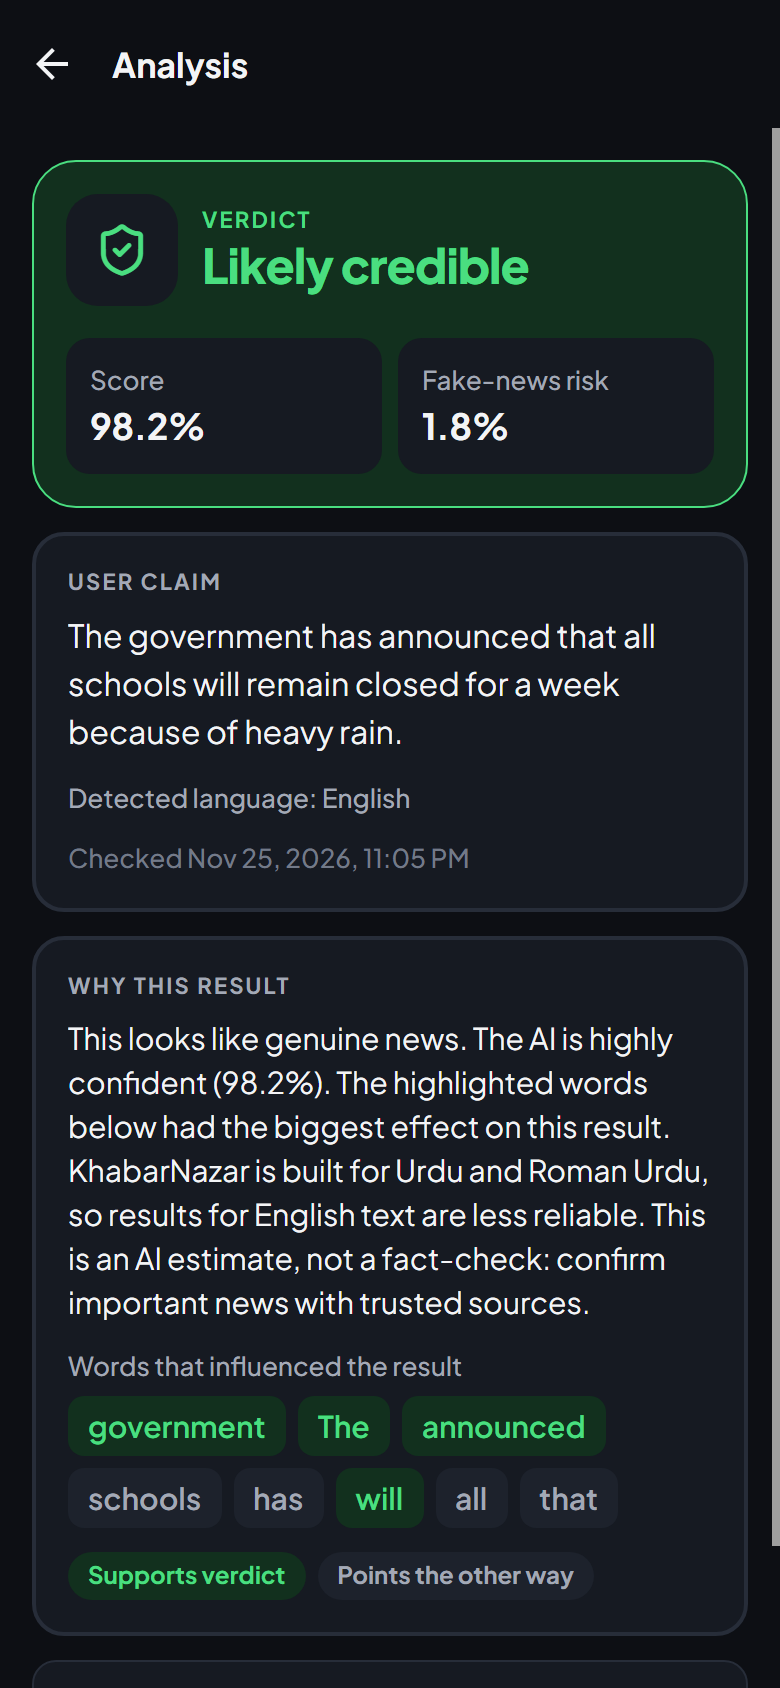 Analysis
VERDICT
Likely credible
Score
98.2%
Fake-news risk
1.8%
USER CLAIM
The government has announced that all
schools will remain closed for a week
because of heavy rain.
Detected language: English
Checked Nov 25, 2026, 11:05 PM
WHY THIS RESULT
This looks like genuine news. The AI is highly
confident (98.2%). The highlighted words
below had the biggest effect on this result.
KhabarNazar is built for Urdu and Roman Urdu,
so results for English text are less reliable. This
is an AI estimate, not a fact-check: confirm
important news with trusted sources.
Words that influenced the result
government The announced
schools has will all that
Supports verdict Points the other way